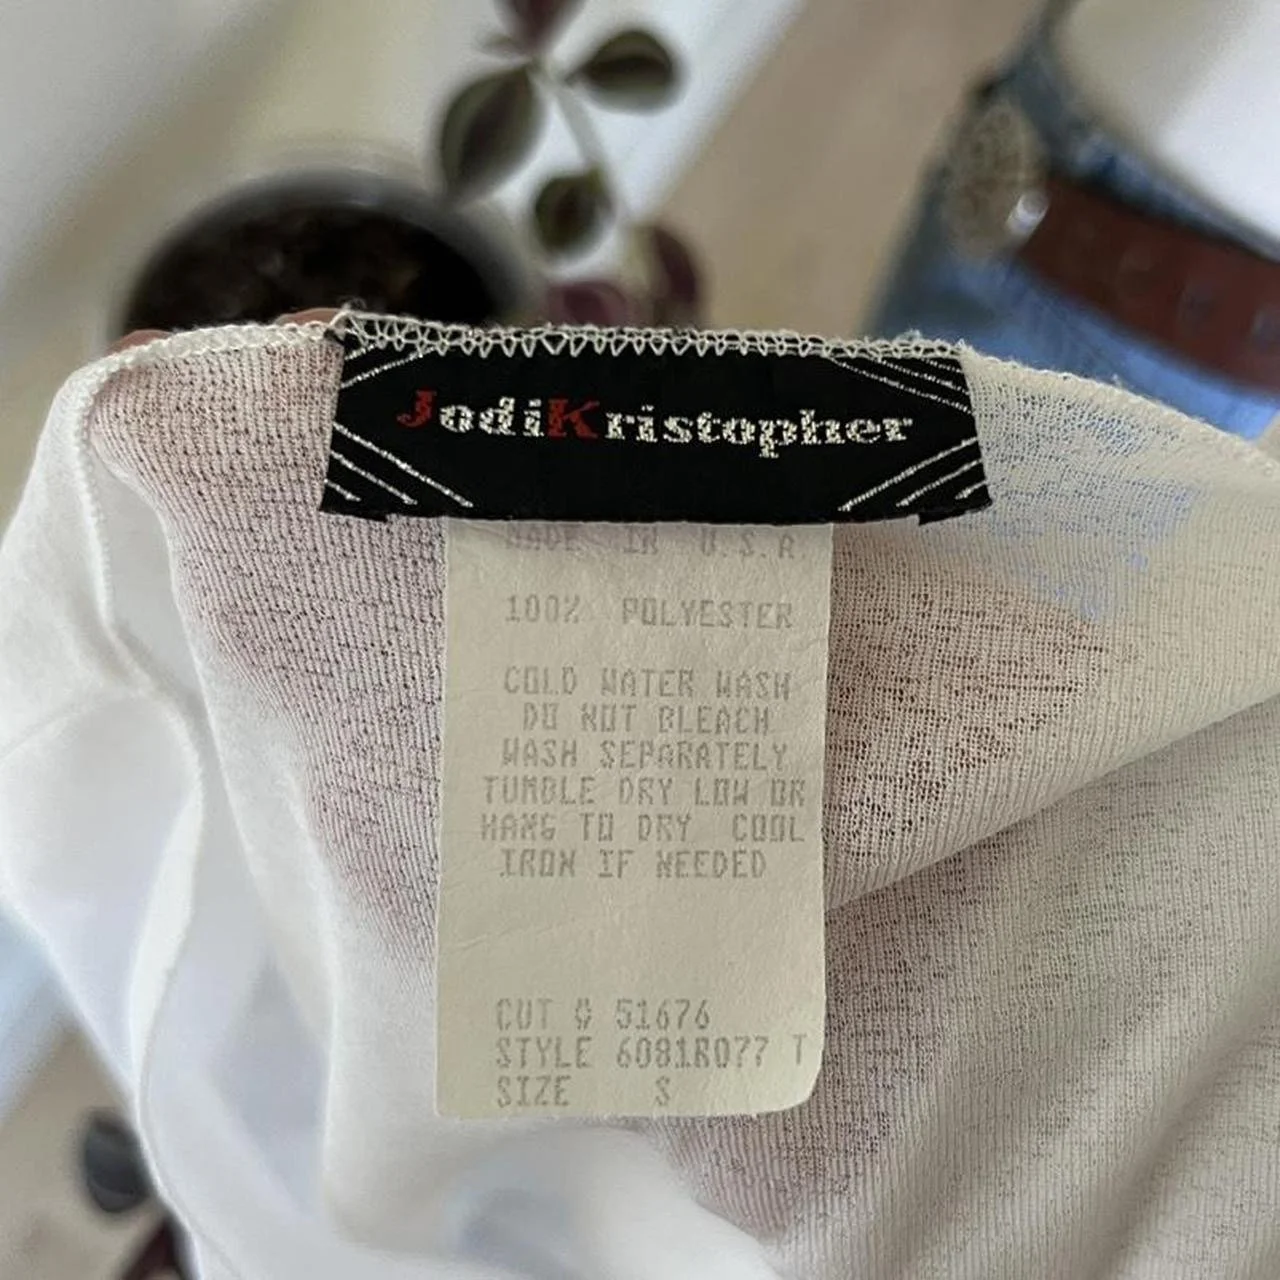 JodiKristopher
MADE IN U.S.A
100% POLYESTER
COLD WATER WASH
DO NOT BLEACH
WASH SEPARATELY
TUMBLE DRY LOW OR
HANG TO DRY COOL
IRON IF NEEDED
CUT # 51676
STYLE 6081R077 T
SIZE S